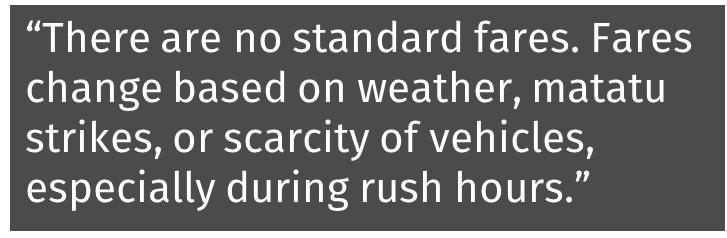 “There are no standard fares. Fares
change based on weather, matatu
strikes, or scarcity of vehicles,
especially during rush hours.”